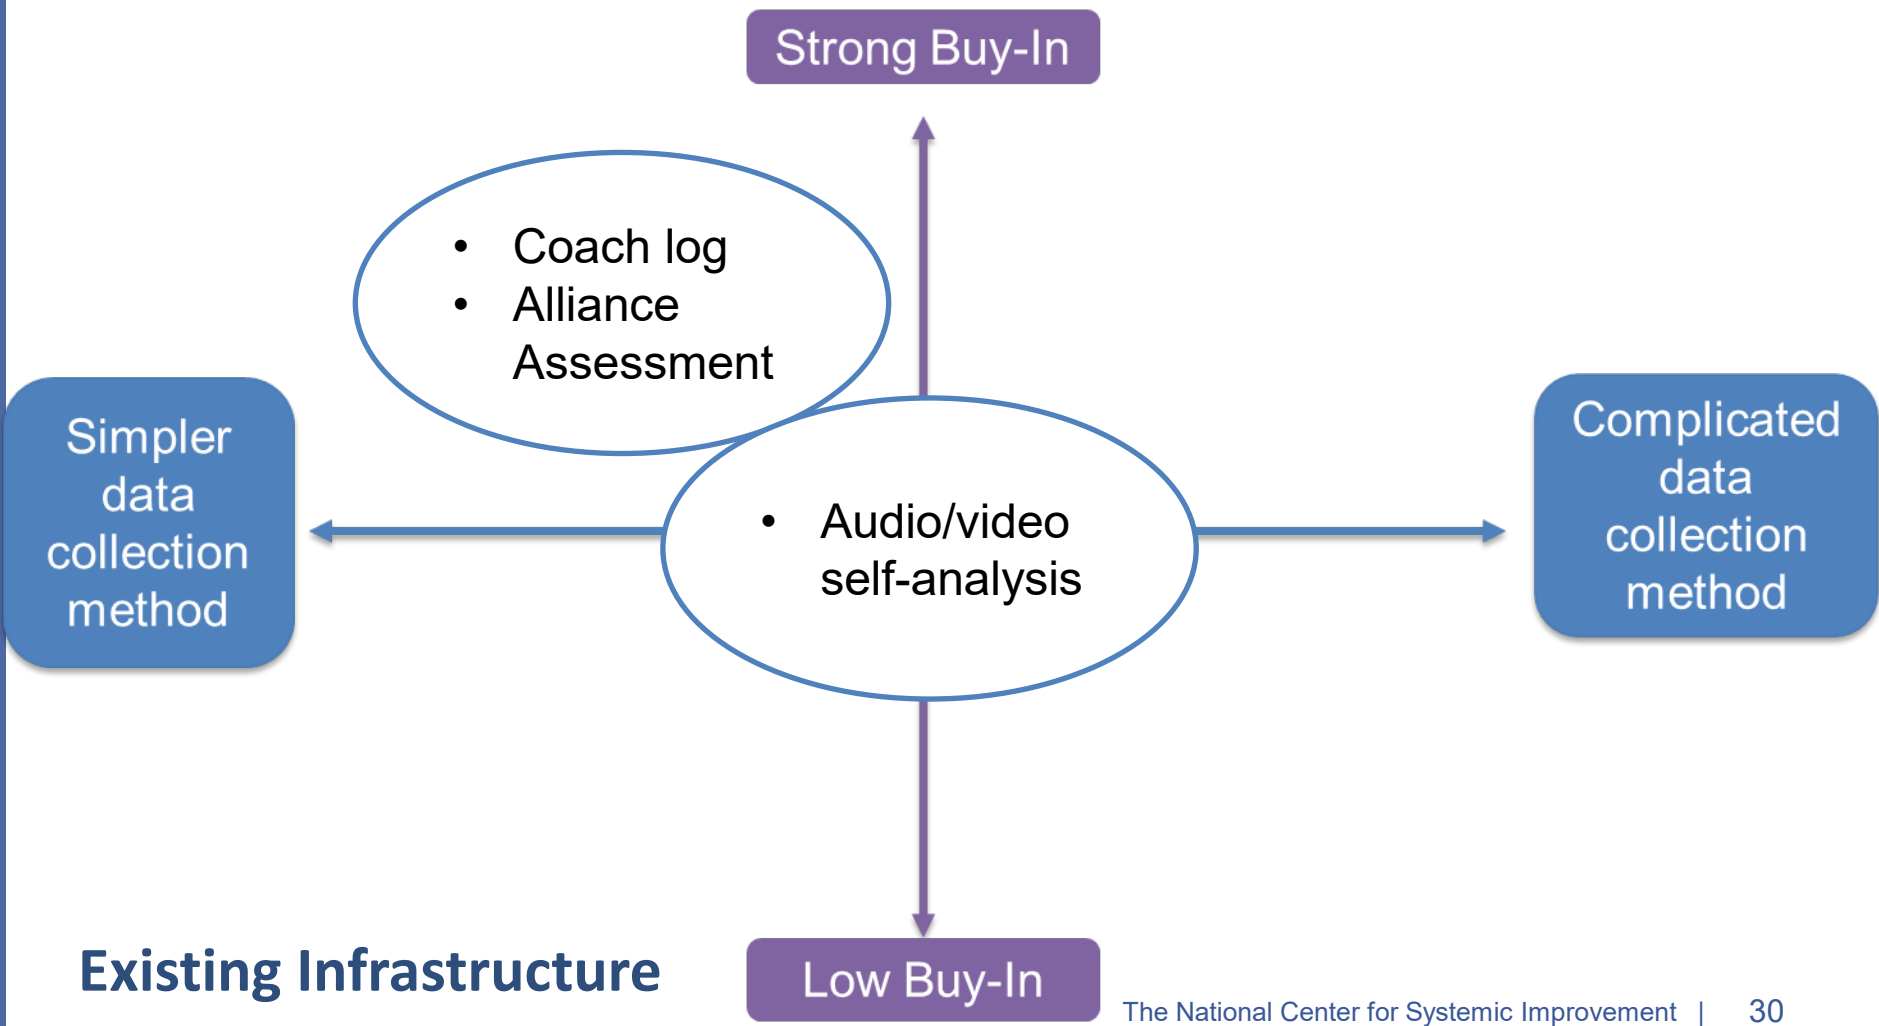 Strong Buy-In
• Coach log
• Alliance
Assessment
Simpler
data
collection
method
Complicated
data
collection
method
• Audio/video
self-analysis
Existing Infrastructure
Low Buy-In
The National Center for Systemic Improvement | 30